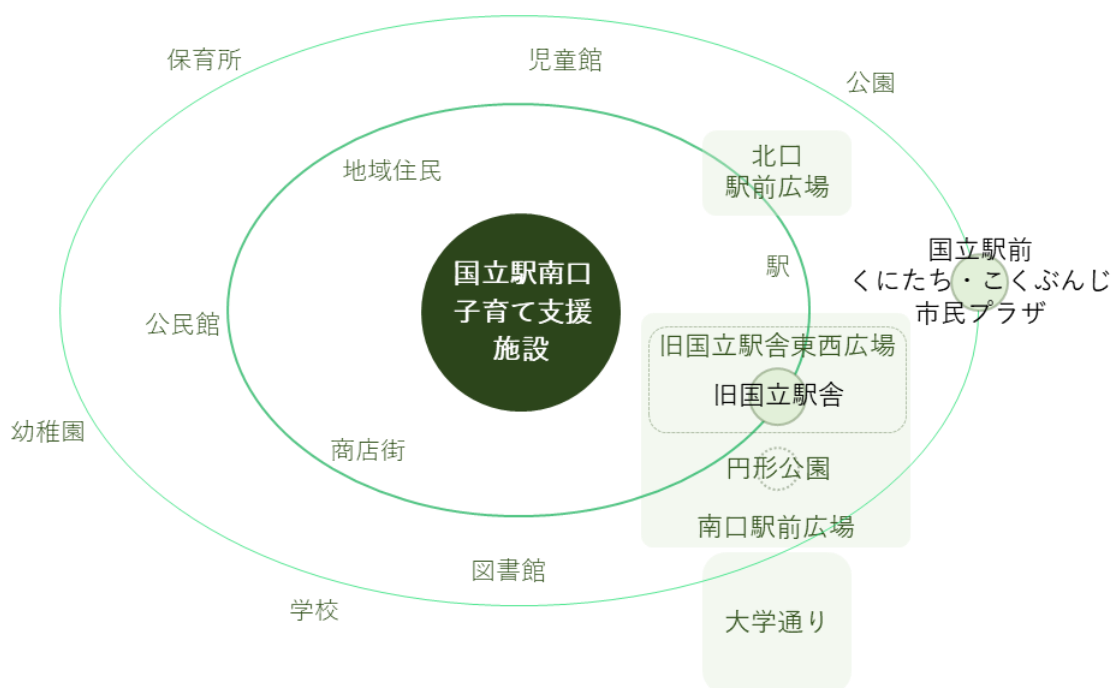 保育所
児童館
公園
地域住民
北口
駅前広場
国立駅南口
子育て支援
施設
駅
国立駅前
くにたち・こくぶんじ
市民プラザ
公民館
旧国立駅舎東西広場
旧国立駅舎
幼稚園
商店街
円形公園
南口駅前広場
図書館
学校
大学通り